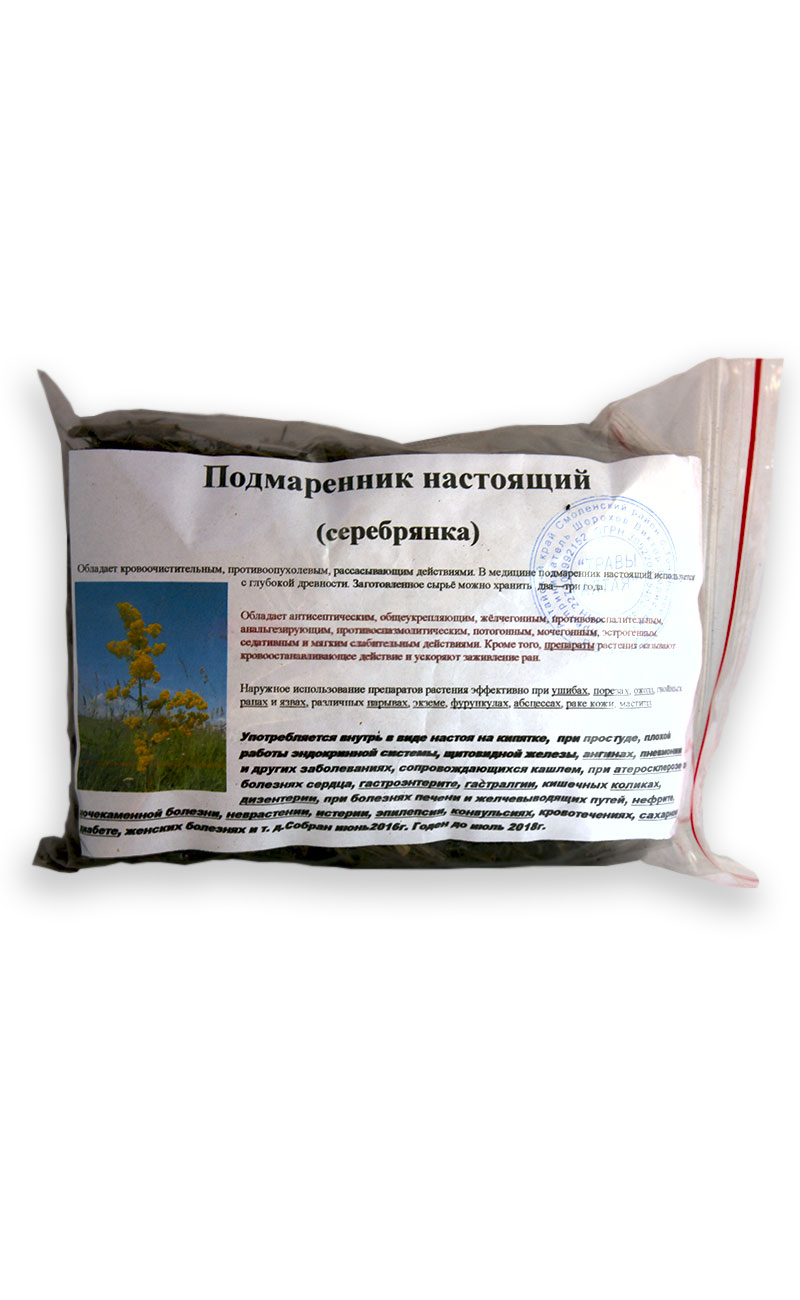 Подмаренник настоящий
(серебрянка)
Обладает кровоочистительным, противоопухолевым, рассасывающим действиями. В медицине подмаренник настоящий используется
с глубокой древности. Заготовленное сырьё можно хранить два—три года.
Обладает антисептическим, общеукрепляющим, жёлчегонным, противовоспалительным,
анальгезирующим, противоспазмолитическим, потогонным, мочегонным, эстрогенным
седативным и мягким слабительным действиями. Кроме того, препараты растения оказывают
кровоостанавливающее действие и ускоряют заживление ран.
Наружное использование препаратов растения эффективно при ушибах, порезах, гнойных
ранах и язвах, различных нарывах, экземе, фурункулах, абсцессах, раке кожи,
Употребляется внутрь в виде настоя на кипятке, при простуде, плохой
работы эндокринной системы, щитовидной железы, ангинах, пневмонии
и других заболеваниях, сопровождающихся кашлем, при атеросклерозе и
болезнях сердца, гастроэнтерите, гастралгии, кишечных коликах,
дизентерии, при болезнях печени и желчевыводящих путей, нефрите,
почекаменной болезни, неврастении, истерии, эпилепсия, конвульсиях, кровотечениях, сахарном
диабете, женских болезнях и т. д.Собран июнь2016г. Годен до июль 2018г.
край Смоленский район
Шорохов
ТРАВЫ